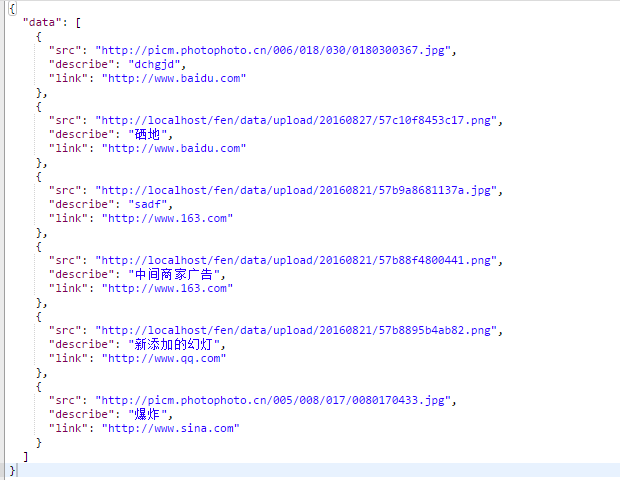 {
"data": [
{
"src": "http://picm.photophoto.cn/006/018/030/0180300367.jpg",
"describe": "dchgjd",
"link": "http://www.baidu.com"
},
{
"src": "http://localhost/fen/data/upload/20160827/57c10f8453c17.png",
"describe": "硒地",
"link": "http://www.baidu.com"
},
{
"src": "http://localhost/fen/data/upload/20160821/57b9a8681137a.jpg",
"describe": "sadf",
"link": "http://www.163.com"
},
{
"src": "http://localhost/fen/data/upload/20160821/57b88f4800441.png",
"describe": "中间商家广告",
"link": "http://www.163.com"
},
{
"src": "http://localhost/fen/data/upload/20160821/57b8895b4ab82.png",
"describe": "新添加的幻灯",
"link": "http://www.qq.com"
},
{
"src": "http://picm.photophoto.cn/005/008/017/0080170433.jpg",
"describe": "爆炸",
"link": "http://www.sina.com"
}
]
}